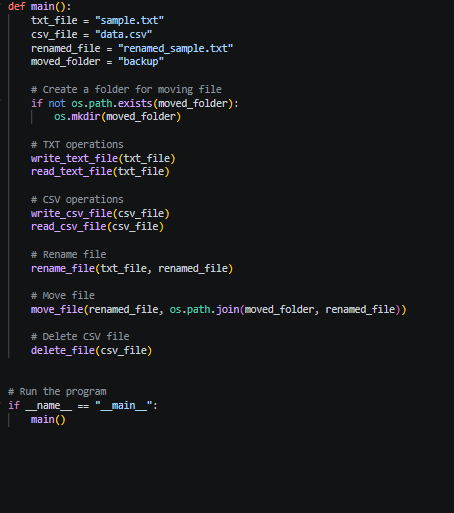 def main():
    txt_file = "sample.txt"
    csv_file = "data.csv"
    renamed_file = "renamed_sample.txt"
    moved_folder = "backup"

    # Create a folder for moving file
    if not os.path.exists(moved_folder):
        os.mkdir(moved_folder)

    # TXT operations
    write_text_file(txt_file)
    read_text_file(txt_file)

    # CSV operations
    write_csv_file(csv_file)
    read_csv_file(csv_file)

    # Rename file
    rename_file(txt_file, renamed_file)

    # Move file
    move_file(renamed_file, os.path.join(moved_folder, renamed_file))

    # Delete CSV file
    delete_file(csv_file)


# Run the program
if __name__ == "__main__":
    main()